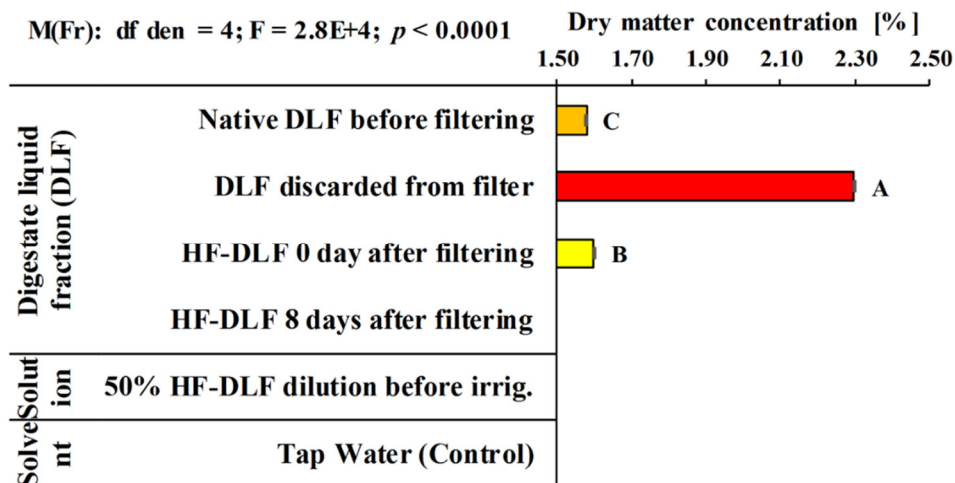 M(Fr): df den = 4; F = 2.8E+4; p < 0.0001
Dry matter concentration [%]
1.50 1.70 1.90 2.10 2.30 2.50
Digestate liquid
fraction (DLF)
Native DLF before filtering
C
DLF discarded from filter
A
HF-DLF 0 day after filtering
B
HF-DLF 8 days after filtering
Solut
ion
50% HF-DLF dilution before irrig.
Solve
nt
Tap Water (Control)